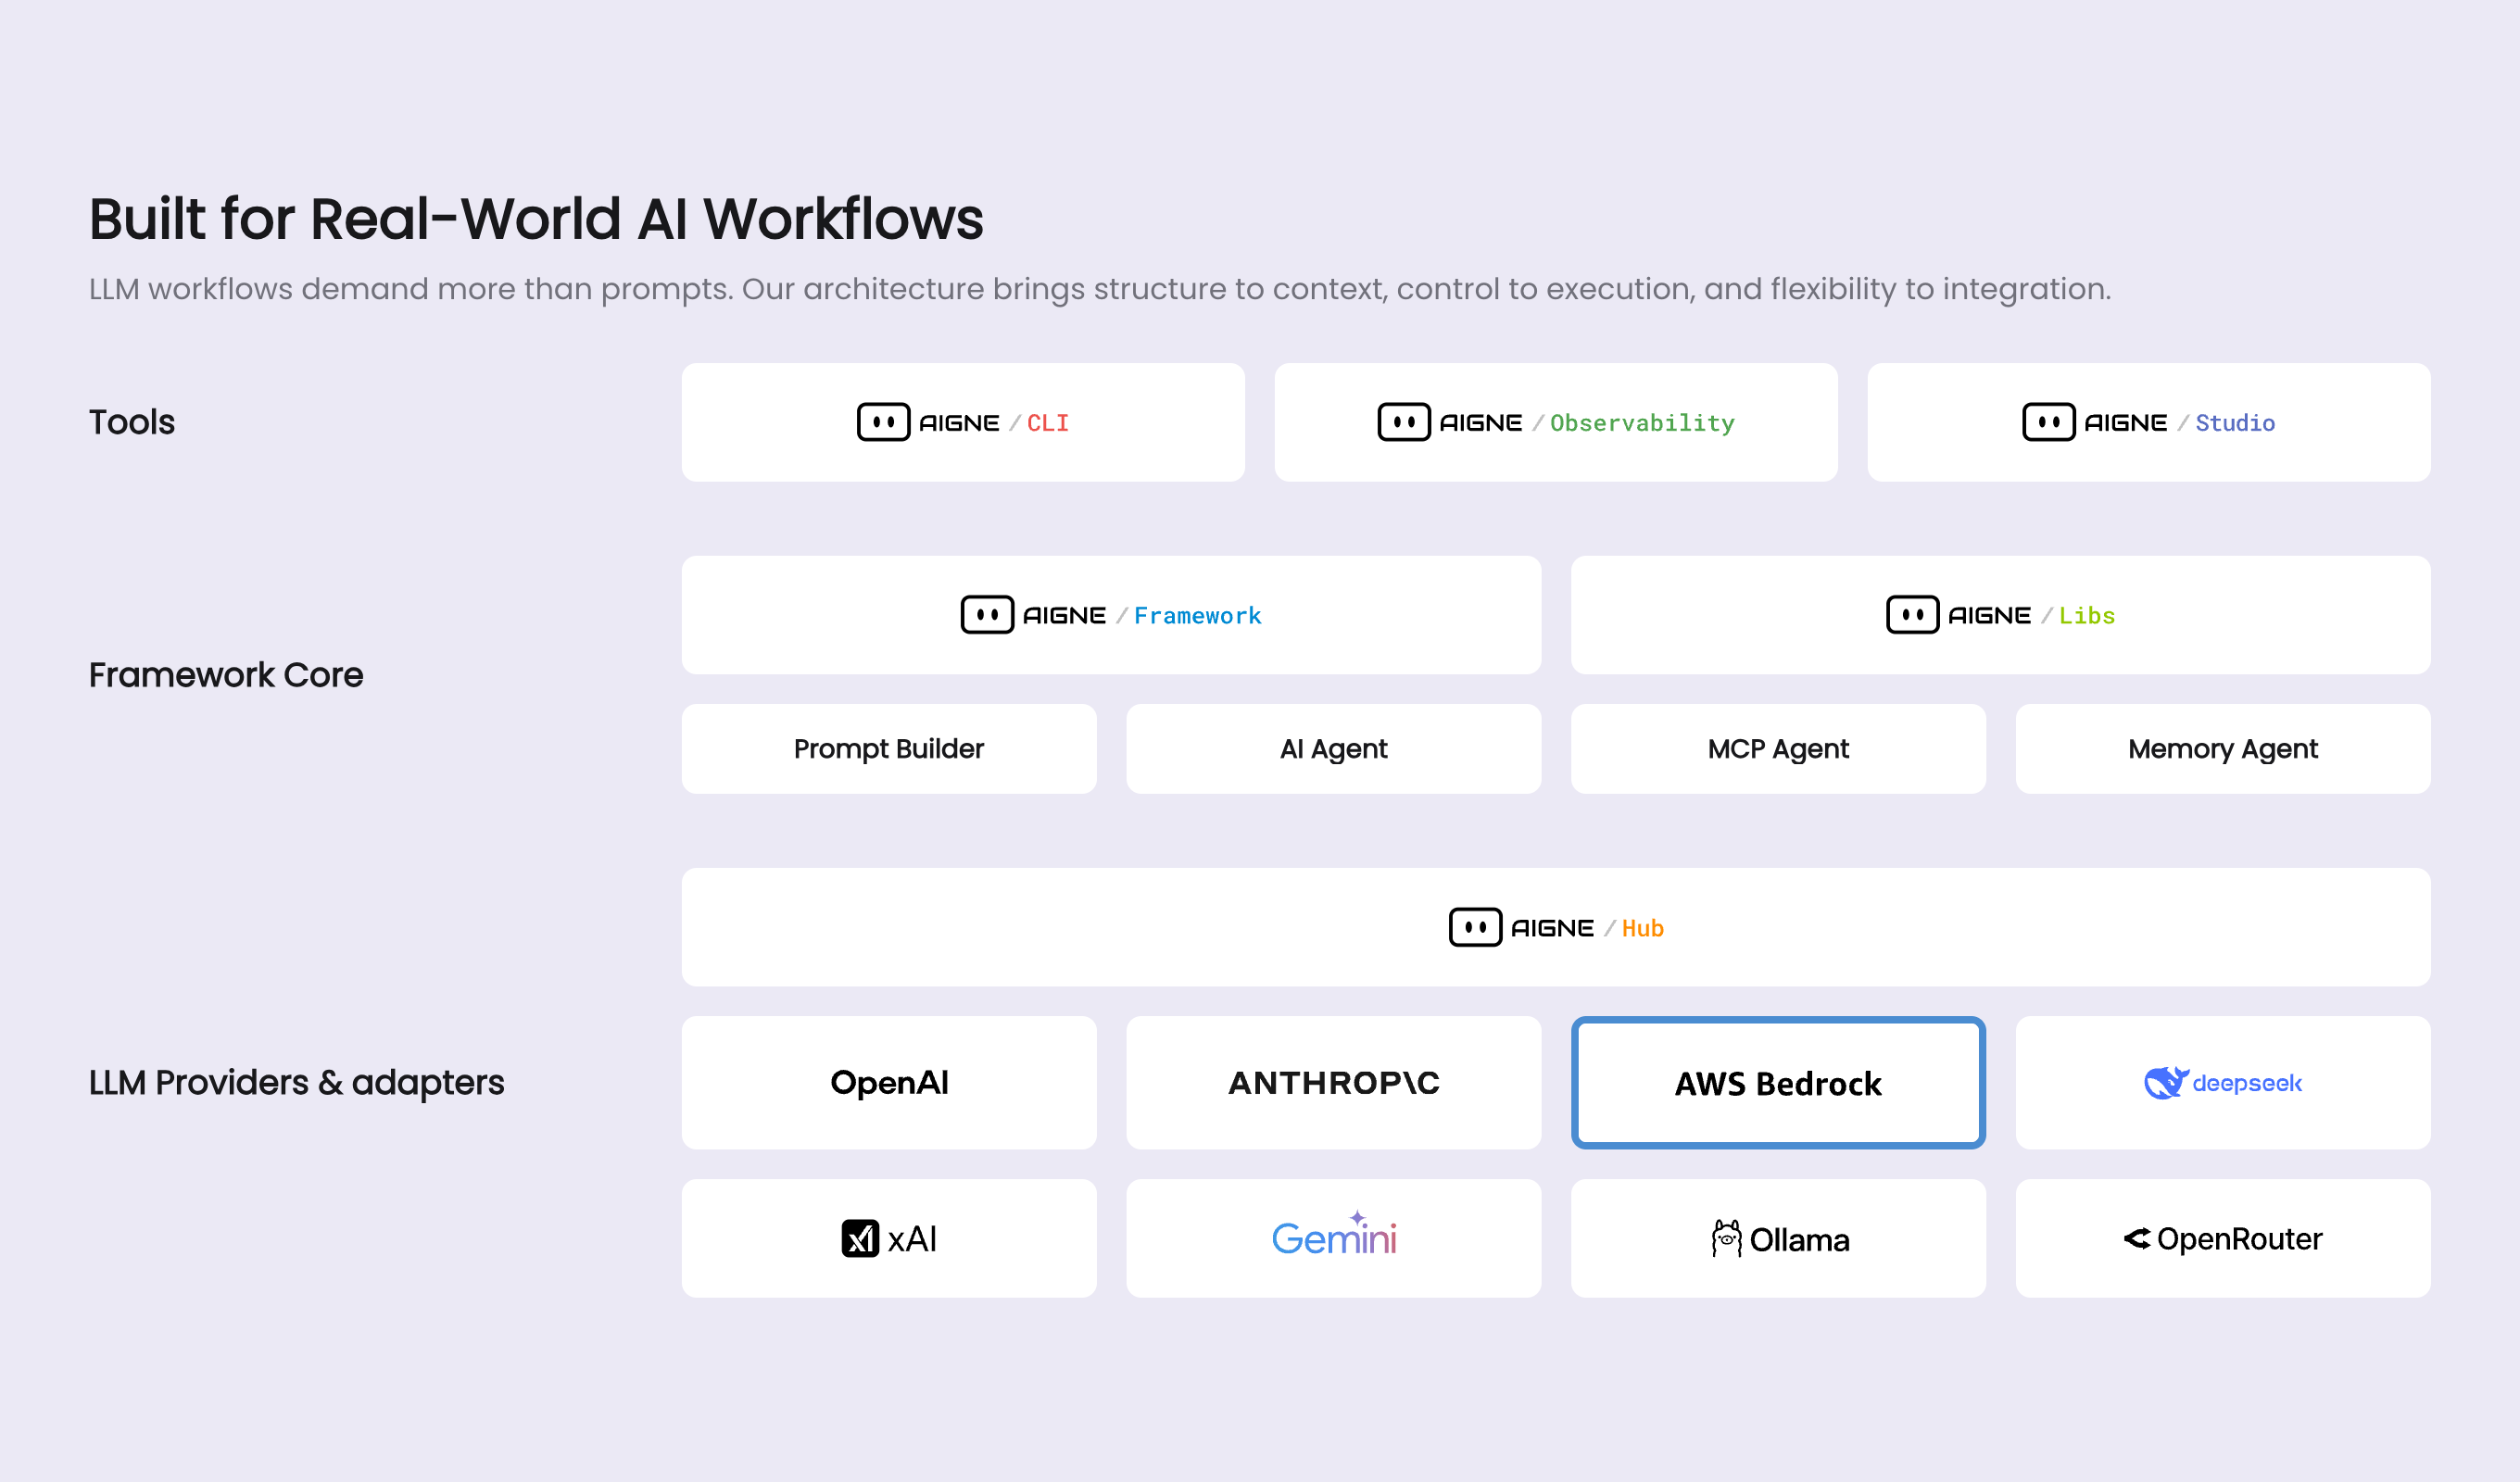 Built for Real-World AI Workflows
LLM workflows demand more than prompts. Our architecture brings structure to context, control to execution, and flexibility to integration.
Tools
AIGNE / CLI
AIGNE / Observability
AIGNE / Studio
Framework Core
AIGNE / Framework
AIGNE / Libs
Prompt Builder
AI Agent
MCP Agent
Memory Agent
AIGNE / Hub
LLM Providers & adapters
OpenAI
ANTHROP\C
AWS Bedrock
deepseek
xAI
Gemini
Ollama
OpenRouter